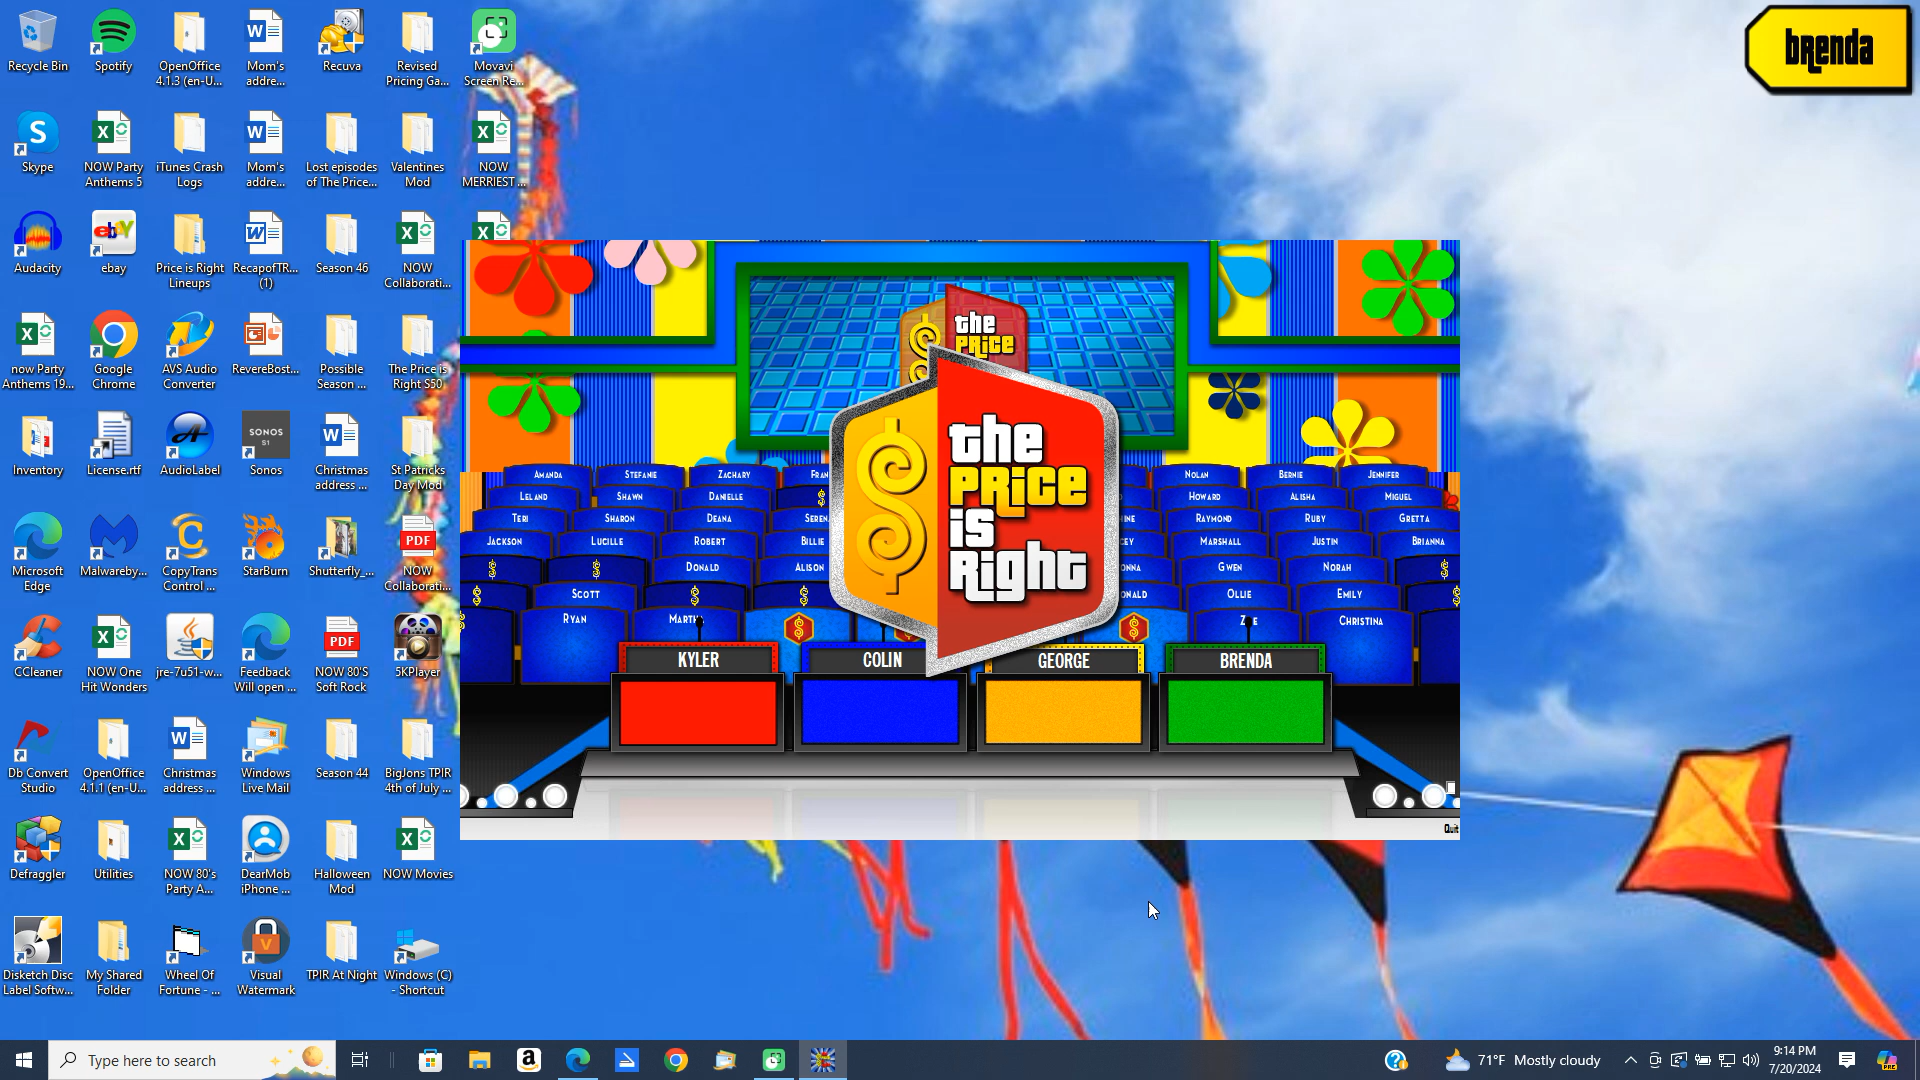 Recycle Bin
Spotify
OpenOffice
4.1.3 (en-U...
Mom's
addre...
Recuva
Revised
Pricing Ga...
Movavi
Screen Re...
brenda
Skype
NOW Party
Anthems 5
iTunes Crash
Logs
Mom's
addre...
Lost episodes
of The Price...
Valentines
Mod
NOW
MERRIEST ...
Audacity
ebay
Price is Right
Lineups
RecapofTR...
(1)
Season 46
NOW
Collaborati...
now Party
Anthems 19...
Google
Chrome
AVS Audio
Converter
RevereBost...
Possible
Season ...
The Price is
Right S50
Inventory
License.rtf
AudioLabel
SONOS
S1
Sonos
Christmas
address ...
St Patricks
Day Mod
Microsoft
Edge
Malwareby...
CopyTrans
Control ...
StarBurn
Shutterfly_...
PDF
NOW
Collaborati...
CCleaner
NOW One
Hit Wonders
jre-7u51-w...
Feedback
Will open ...
PDF
NOW 80'S
Soft Rock
5KPlayer
Db Convert
Studio
OpenOffice
4.1.1 (en-U...
Christmas
address ...
Windows
Live Mail
Season 44
BigJons TPIR
4th of July ...
Defraggler
Utilities
NOW 80's
Party A...
DearMob
iPhone ...
Halloween
Mod
NOW Movies
Disketch Disc
Label Softw...
My Shared
Folder
Wheel Of
Fortune - ...
Visual
Watermark
TPIR At Night
Windows (C)
- Shortcut
the
PRICE
the
PRICE
is
Right
AMANDA STEFANIE ZACHARY FRAN NOLAN BERNIE JENNIFER
LELAND SHAWN DANIELLE HOWARD ALISHA MIGUEL
TERI SHARON DEANA SEREN RAYMOND RUBY GRETTA
JACKSON LUCILLE ROBERT BILLIE MARSHALL JUSTIN BRIANNA
DONALD ALISON GWEN NORAH
SCOTT OLLIE EMILY
RYAN MARTHA CHRISTINA
KYLER COLIN GEORGE BRENDA
Quit
Type here to search
71°F Mostly cloudy
9:14 PM
7/20/2024